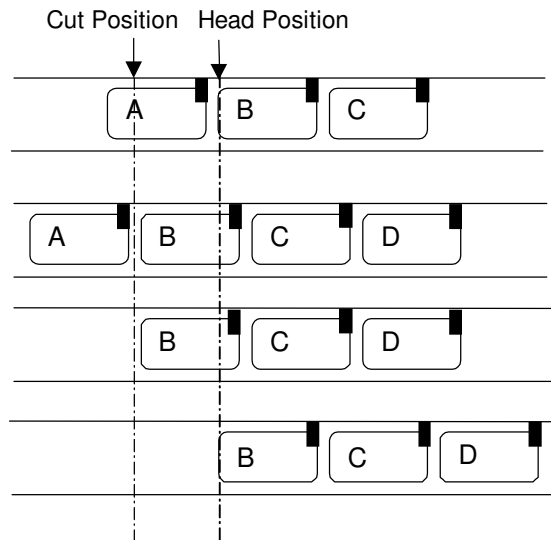 Cut Position Head Position
A B C
A B C D
B C D
B C D